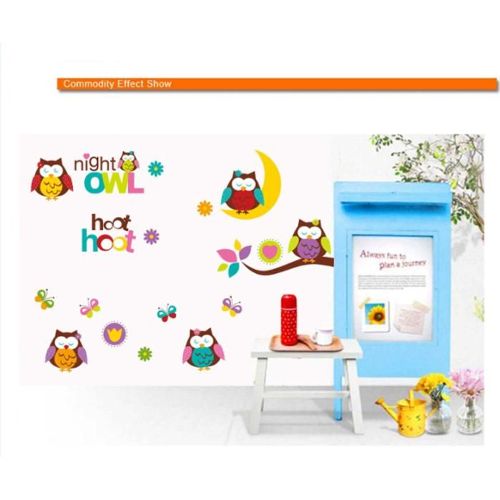 Commodity Effect Show
night
OWL
hoot
hoot
Always fun to
plan a journey